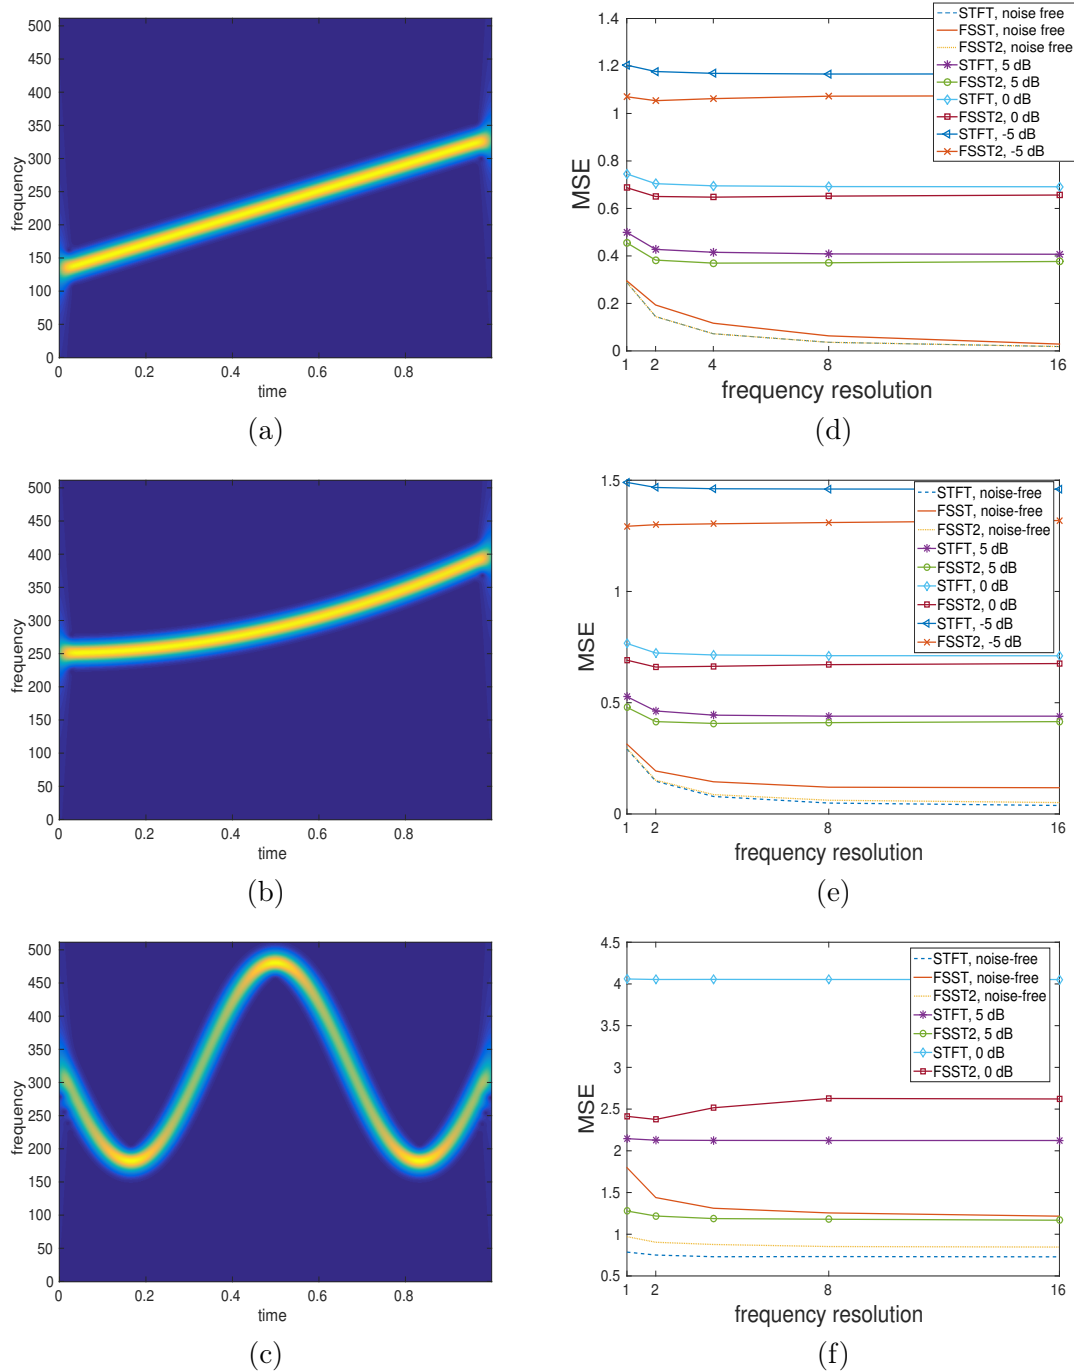 500
450
400
350
300
250
200
150
100
50
0
frequency
0
0.2
0.4
0.6
0.8
time
(a)
1.4
1.2
1
0.8
0.6
0.4
0.2
0
MSE
1
2
4
8
16
frequency resolution
STFT, noise free
FSST, noise free
FSST2, noise free
STFT, 5 dB
FSST2, 5 dB
STFT, 0 dB
FSST2, 0 dB
STFT, -5 dB
FSST2, -5 dB
(d)
500
450
400
350
300
250
200
150
100
50
0
frequency
0
0.2
0.4
0.6
0.8
time
(b)
1.5
1
0.5
0
MSE
1
2
8
16
frequency resolution
STFT, noise-free
FSST, noise-free
FSST2, noise-free
STFT, 5 dB
FSST2, 5 dB
STFT, 0 dB
FSST2, 0 dB
STFT, -5 dB
FSST2, -5 dB
(e)
500
450
400
350
300
250
200
150
100
50
0
frequency
0
0.2
0.4
0.6
0.8
time
(c)
4.5
4
3.5
3
2.5
2
1.5
1
0.5
MSE
1
2
8
16
frequency resolution
STFT, noise-free
FSST, noise-free
FSST2, noise-free
STFT, 5 dB
FSST2, 5 dB
STFT, 0 dB
FSST2, 0 dB
(f)